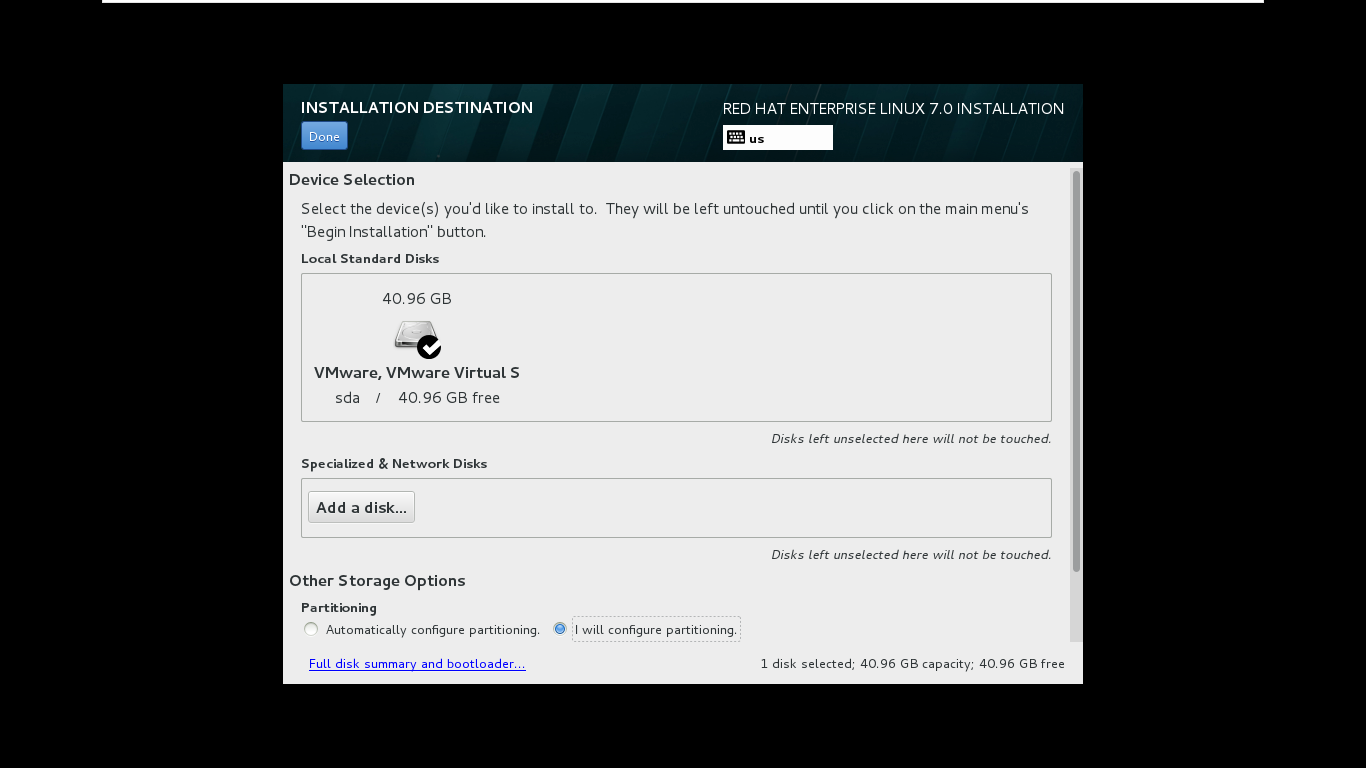 INSTALLATION DESTINATION
RED HAT ENTERPRISE LINUX 7.0 INSTALLATION
Done
us
Device Selection
Select the device(s) you'd like to install to.  They will be left untouched until you click on the main menu's
"Begin Installation" button.
Local Standard Disks
40.96 GB
VMware, VMware Virtual S
sda / 40.96 GB free
Disks left unselected here will not be touched.
Specialized & Network Disks
Add a disk...
Disks left unselected here will not be touched.
Other Storage Options
Partitioning
Automatically configure partitioning. I will configure partitioning.
Full disk summary and bootloader... 1 disk selected; 40.96 GB capacity; 40.96 GB free